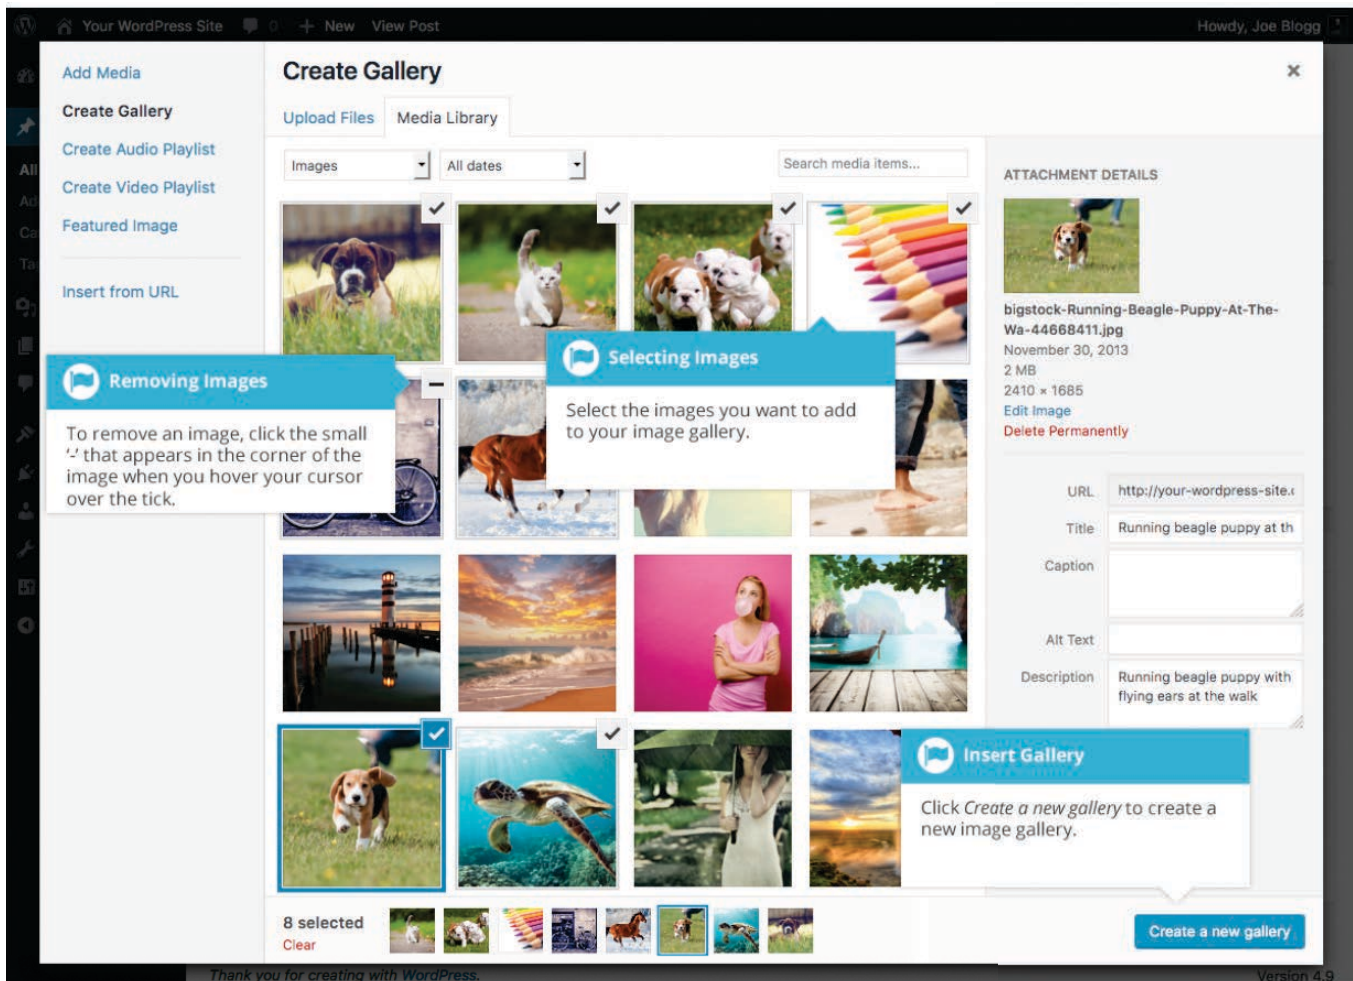 Your WordPress Site
0
New
View Post
Howdy, Joe Blogg
Add Media
Create Gallery
Create Audio Playlist
Create Video Playlist
Featured Image
Insert from URL
All
Ad
Ca
Ta
Create Gallery
×
Upload Files
Media Library
Images
All dates
Search media items...
Removing Images
To remove an image, click the small
‘-’ that appears in the corner of the
image when you hover your cursor
over the tick.
Selecting Images
Select the images you want to add
to your image gallery.
ATTACHMENT DETAILS
bigstock-Running-Beagle-Puppy-At-The-
Wa-44668411.jpg
November 30, 2013
2 MB
2410 × 1685
Edit Image
Delete Permanently
URL
http://your-wordpress-site.c
Title
Running beagle puppy at th
Caption
Alt Text
Description
Running beagle puppy with
flying ears at the walk
Insert Gallery
Click Create a new gallery to create a
new image gallery.
8 selected
Clear
Create a new gallery
Thank you for creating with WordPress.
Version 4.9